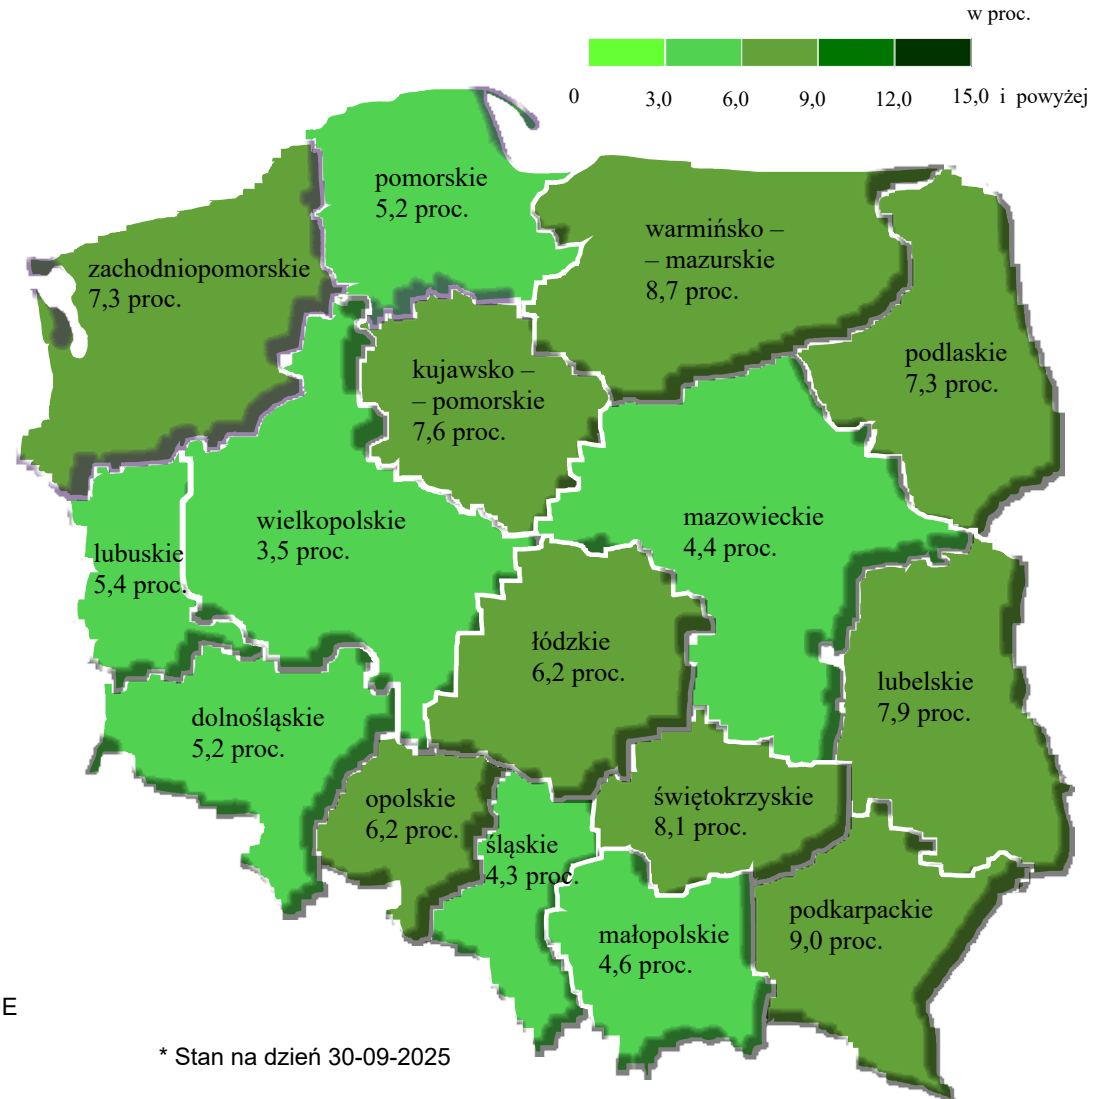 w proc.
0 3,0 6,0 9,0 12,0 15,0 i powyżej
pomorskie
5,2 proc.
warmińsko –
– mazurskie
8,7 proc.
zachodniopomorskie
7,3 proc.
podlaskie
7,3 proc.
kujawsko –
– pomorskie
7,6 proc.
wielkopolskie
3,5 proc.
mazowieckie
4,4 proc.
lubuskie
5,4 proc.
łódzkie
6,2 proc.
lubelskie
7,9 proc.
dolnośląskie
5,2 proc.
opolskie
6,2 proc.
świętokrzyskie
8,1 proc.
śląskie
4,3 proc.
podkarpackie
9,0 proc.
małopolskie
4,6 proc.
E
* Stan na dzień 30-09-2025